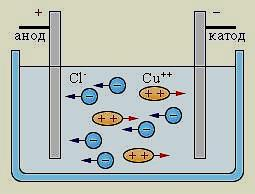 + −
анод катод
Cl⁻ Cu⁺⁺
− −
+ + −
− + +
− −
+ +